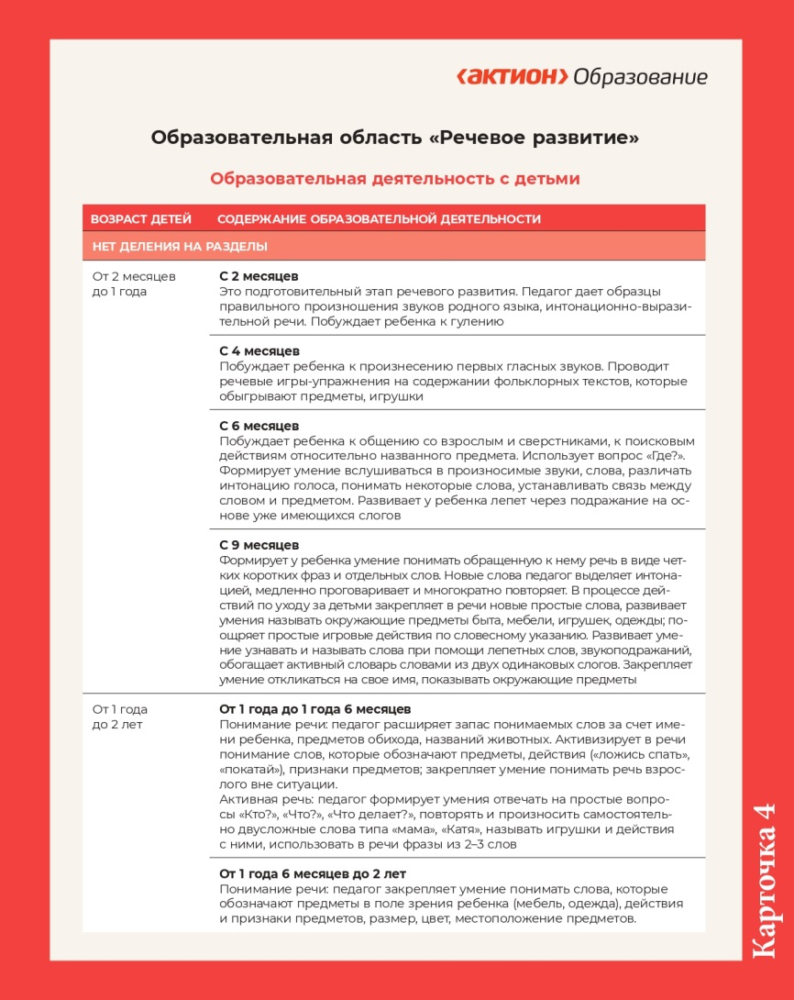 ‹актион› Образование
Образовательная область «Речевое развитие»
Образовательная деятельность с детьми
ВОЗРАСТ ДЕТЕЙ СОДЕРЖАНИЕ ОБРАЗОВАТЕЛЬНОЙ ДЕЯТЕЛЬНОСТИ
НЕТ ДЕЛЕНИЯ НА РАЗДЕЛЫ
От 2 месяцев
до 1 года
С 2 месяцев
Это подготовительный этап речевого развития. Педагог дает образцы
правильного произношения звуков родного языка, интонационно-вырази-
тельной речи. Побуждает ребенка к гулению
С 4 месяцев
Побуждает ребенка к произнесению первых гласных звуков. Проводит
речевые игры-упражнения на содержании фольклорных текстов, которые
обыгрывают предметы, игрушки
С 6 месяцев
Побуждает ребенка к общению со взрослым и сверстниками, к поисковым
действиям относительно названного предмета. Использует вопрос «Где?».
Формирует умение вслушиваться в произносимые звуки, слова, различать
интонацию голоса, понимать некоторые слова, устанавливать связь между
словом и предметом. Развивает у ребенка лепет через подражание на ос-
нове уже имеющихся слогов
С 9 месяцев
Формирует у ребенка умение понимать обращенную к нему речь в виде чет-
ких коротких фраз и отдельных слов. Новые слова педагог выделяет интона-
цией, медленно проговаривает и многократно повторяет. В процессе дей-
ствий по уходу за детьми закрепляет в речи новые простые слова, развивает
умения называть окружающие предметы быта, мебели, игрушек, одежды; по-
ощряет простые игровые действия по словесному указанию. Развивает уме-
ние узнавать и называть слова при помощи лепетных слов, звукоподражаний,
обогащает активный словарь словами из двух одинаковых слогов. Закрепляет
умение откликаться на свое имя, показывать окружающие предметы
От 1 года
до 2 лет
От 1 года до 1 года 6 месяцев
Понимание речи: педагог расширяет запас понимаемых слов за счет име-
ни ребенка, предметов обихода, названий животных. Активизирует в речи
понимание слов, которые обозначают предметы, действия («ложись спать»,
«покатай»), признаки предметов; закрепляет умение понимать речь взрос-
лого вне ситуации.
Активная речь: педагог формирует умения отвечать на простые вопро-
сы «Кто?», «Что?», «Что делает?», повторять и произносить самостоятель-
но двусложные слова типа «мама», «Катя», называть игрушки и действия
с ними, использовать в речи фразы из 2–3 слов
От 1 года 6 месяцев до 2 лет
Понимание речи: педагог закрепляет умение понимать слова, которые
обозначают предметы в поле зрения ребенка (мебель, одежда), действия
и признаки предметов, размер, цвет, местоположение предметов.
Карточка 4